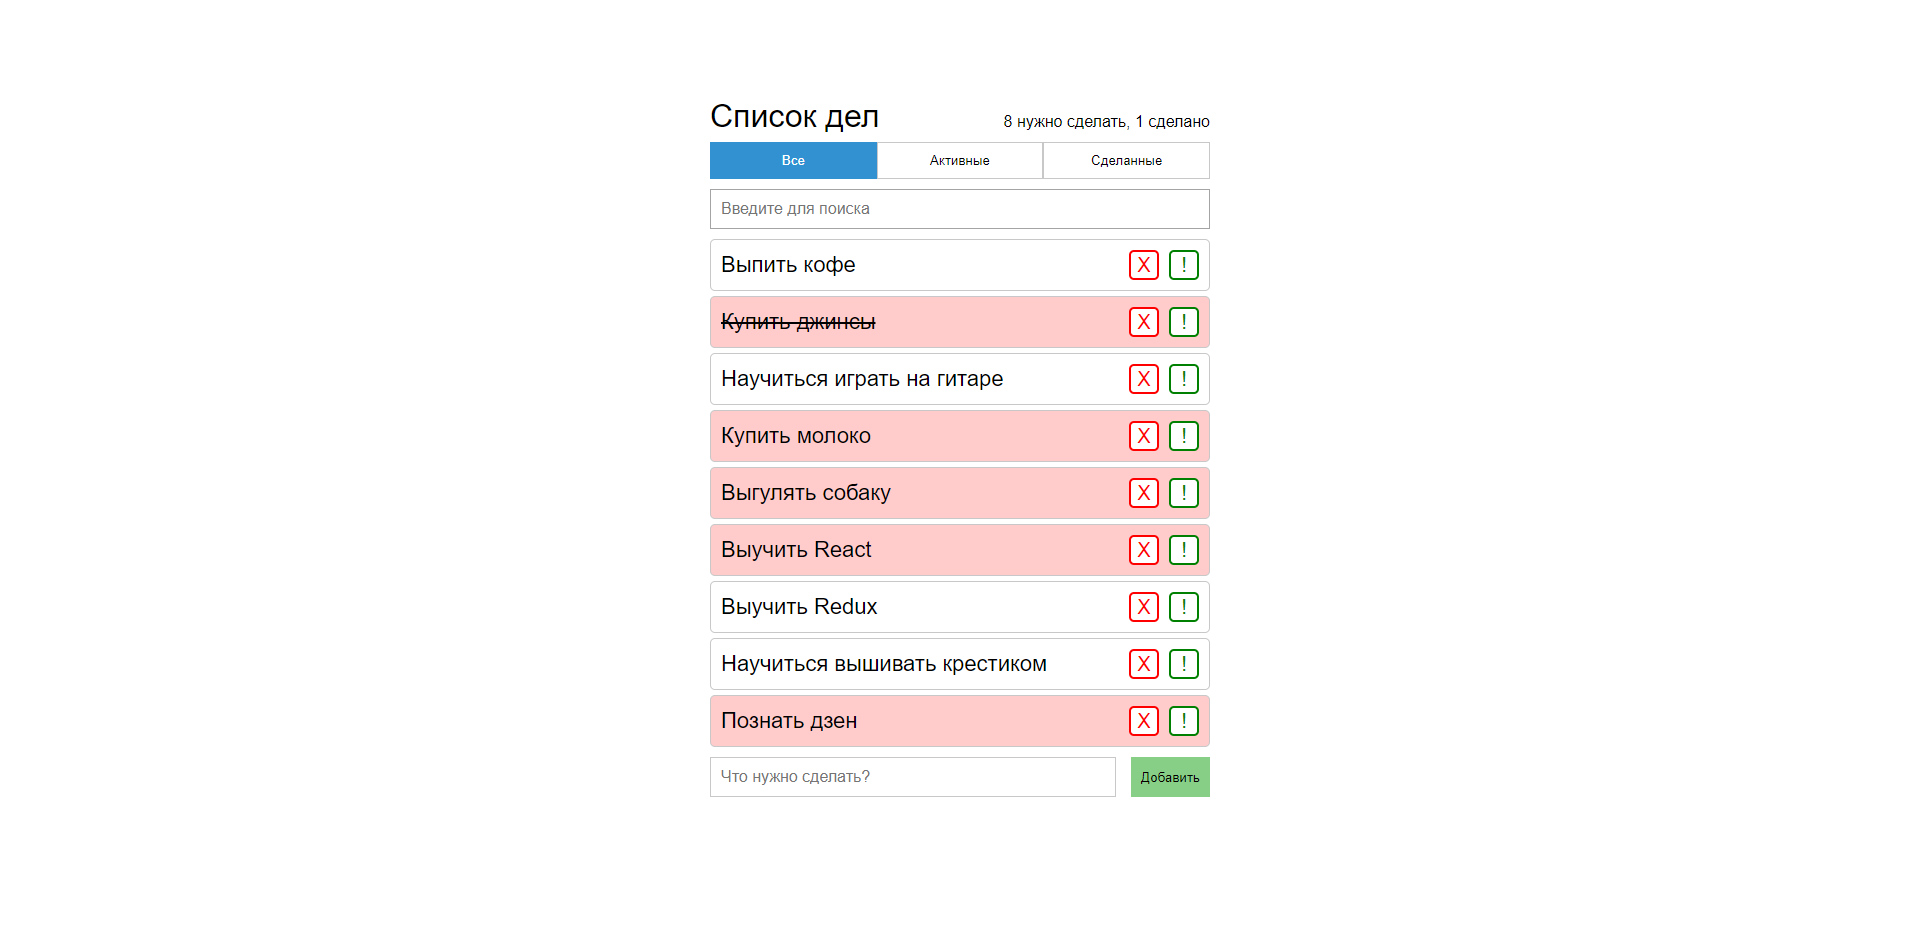 Список дел
8 нужно сделать, 1 сделано
Все Активные Сделанные
Введите для поиска
Выпить кофе X !
Купить джинсы X !
Научиться играть на гитаре X !
Купить молоко X !
Выгулять собаку X !
Выучить React X !
Выучить Redux X !
Научиться вышивать крестиком X !
Познать дзен X !
Что нужно сделать? Добавить